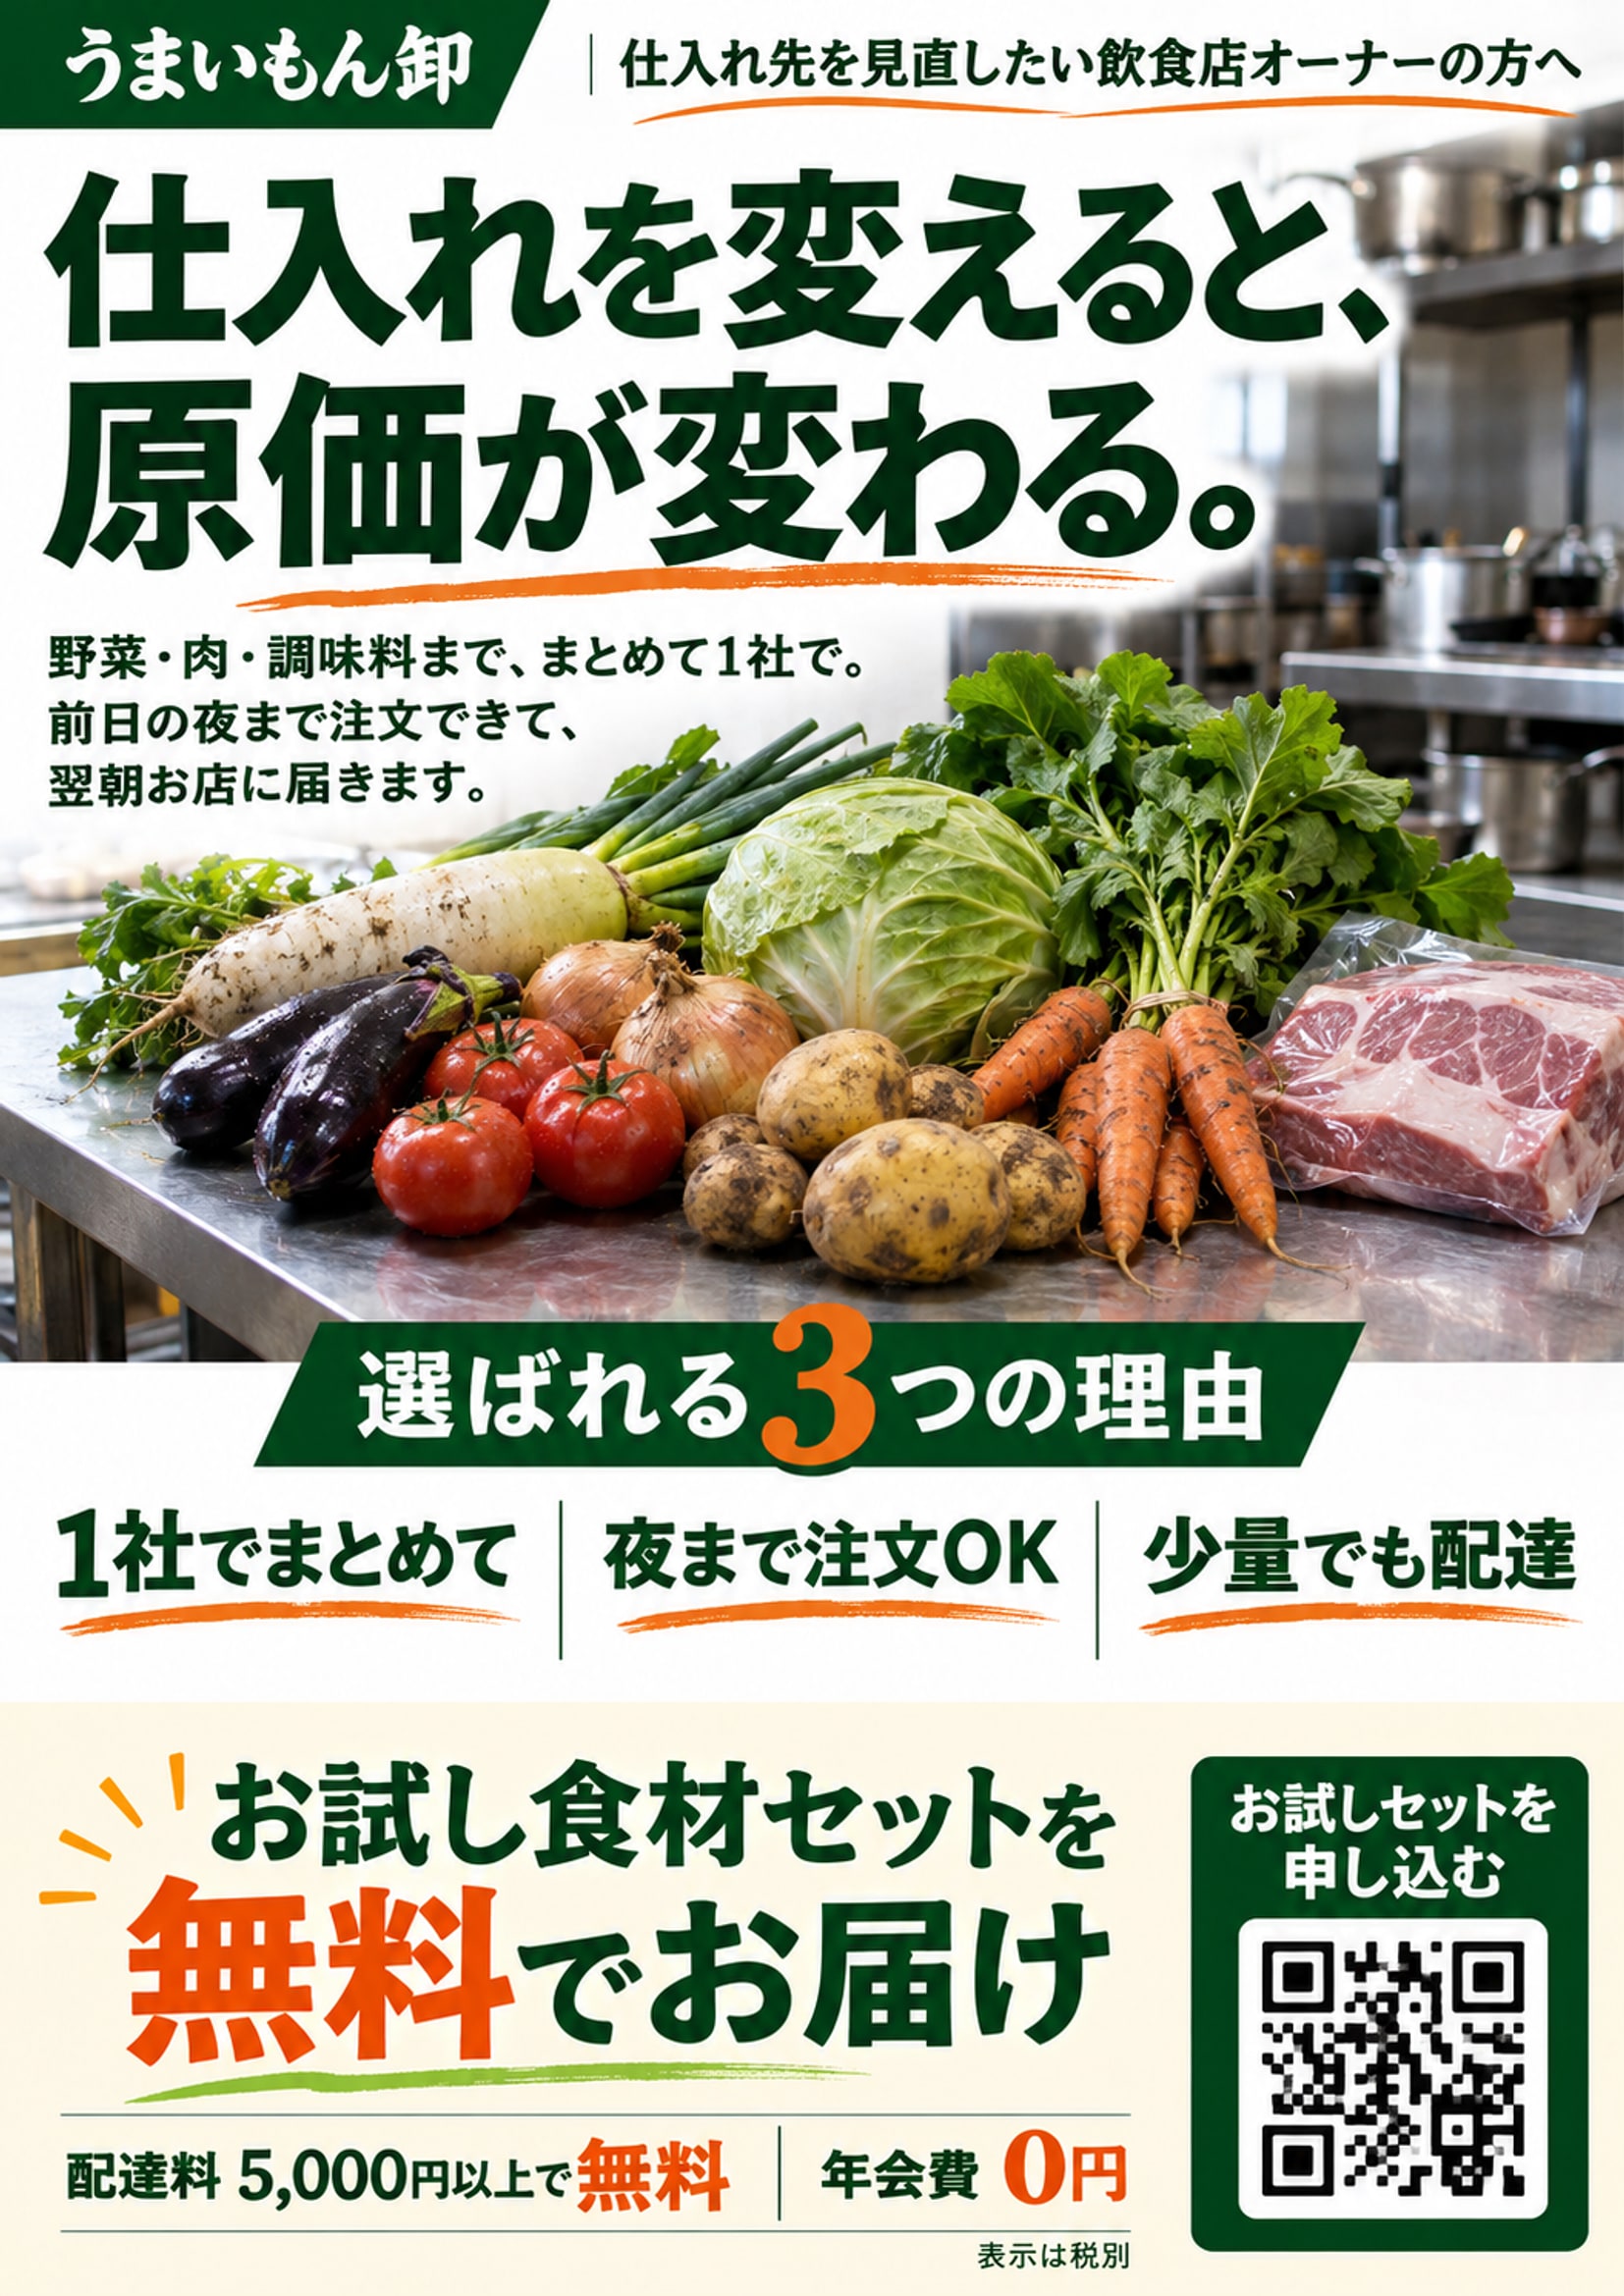 うまいもん卸
仕入れ先を見直したい飲食店オーナーの方へ
仕入れを変えると、
原価が変わる。
野菜・肉・調味料まで、まとめて1社で。
前日の夜まで注文できて、
翌朝お店に届きます。
選ばれる3つの理由
1社でまとめて
夜まで注文OK
少量でも配達
お試し食材セットを
無料でお届け
配達料 5,000円以上で無料
年会費 0円
表示は税別
お試しセットを
申し込む